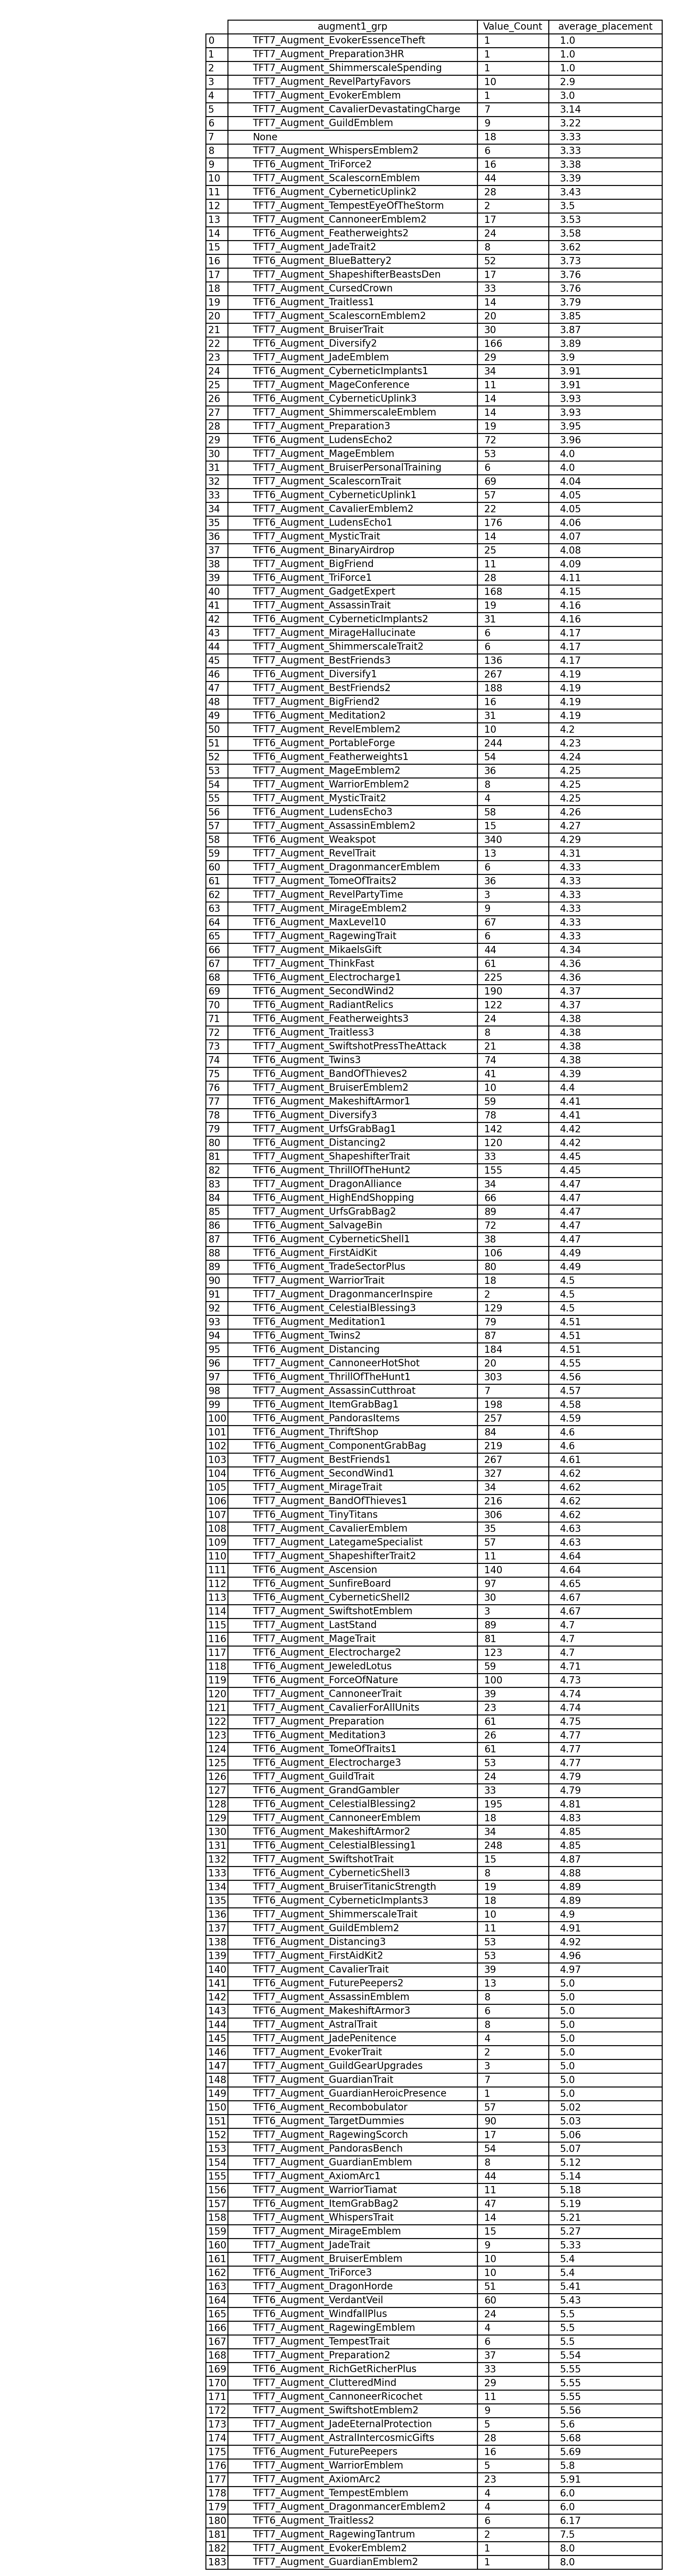 augment1_grp Value_Count average_placement
0 TFT7_Augment_EvokerEssenceTheft 1 1.0
1 TFT7_Augment_Preparation3HR 1 1.0
2 TFT7_Augment_ShimmerscaleSpending 1 1.0
3 TFT7_Augment_RevelPartyFavors 10 2.9
4 TFT7_Augment_EvokerEmblem 1 3.0
5 TFT7_Augment_CavalierDevastatingCharge 7 3.14
6 TFT7_Augment_GuildEmblem 9 3.22
7 None 18 3.33
8 TFT7_Augment_WhispersEmblem2 6 3.33
9 TFT6_Augment_TriForce2 16 3.38
10 TFT7_Augment_ScalescornEmblem 44 3.39
11 TFT6_Augment_CyberneticUplink2 28 3.43
12 TFT7_Augment_TempestEyeOfTheStorm 2 3.5
13 TFT7_Augment_CannoneerEmblem2 17 3.53
14 TFT6_Augment_Featherweights2 24 3.58
15 TFT7_Augment_JadeTrait2 8 3.62
16 TFT6_Augment_BlueBattery2 52 3.73
17 TFT7_Augment_ShapeshifterBeastsDen 17 3.76
18 TFT7_Augment_CursedCrown 33 3.76
19 TFT6_Augment_Traitless1 14 3.79
20 TFT7_Augment_ScalescornEmblem2 20 3.85
21 TFT7_Augment_BruiserTrait 30 3.87
22 TFT6_Augment_Diversify2 166 3.89
23 TFT7_Augment_JadeEmblem 29 3.9
24 TFT6_Augment_CyberneticImplants1 34 3.91
25 TFT7_Augment_MageConference 11 3.91
26 TFT6_Augment_CyberneticUplink3 14 3.93
27 TFT7_Augment_ShimmerscaleEmblem 14 3.93
28 TFT7_Augment_Preparation3 19 3.95
29 TFT6_Augment_LudensEcho2 72 3.96
30 TFT7_Augment_MageEmblem 53 4.0
31 TFT7_Augment_BruiserPersonalTraining 6 4.0
32 TFT7_Augment_ScalescornTrait 69 4.04
33 TFT6_Augment_CyberneticUplink1 57 4.05
34 TFT7_Augment_CavalierEmblem2 22 4.05
35 TFT6_Augment_LudensEcho1 176 4.06
36 TFT7_Augment_MysticTrait 14 4.07
37 TFT6_Augment_BinaryAirdrop 25 4.08
38 TFT7_Augment_BigFriend 11 4.09
39 TFT6_Augment_TriForce1 28 4.11
40 TFT7_Augment_GadgetExpert 168 4.15
41 TFT7_Augment_AssassinTrait 19 4.16
42 TFT6_Augment_CyberneticImplants2 31 4.16
43 TFT7_Augment_MirageHallucinate 6 4.17
44 TFT7_Augment_ShimmerscaleTrait2 6 4.17
45 TFT7_Augment_BestFriends3 136 4.17
46 TFT6_Augment_Diversify1 267 4.19
47 TFT7_Augment_BestFriends2 188 4.19
48 TFT7_Augment_BigFriend2 16 4.19
49 TFT6_Augment_Meditation2 31 4.19
50 TFT7_Augment_RevelEmblem2 10 4.2
51 TFT6_Augment_PortableForge 244 4.23
52 TFT6_Augment_Featherweights1 54 4.24
53 TFT7_Augment_MageEmblem2 36 4.25
54 TFT7_Augment_WarriorEmblem2 8 4.25
55 TFT7_Augment_MysticTrait2 4 4.25
56 TFT6_Augment_LudensEcho3 58 4.26
57 TFT7_Augment_AssassinEmblem2 15 4.27
58 TFT6_Augment_Weakspot 340 4.29
59 TFT7_Augment_RevelTrait 13 4.31
60 TFT7_Augment_DragonmancerEmblem 6 4.33
61 TFT6_Augment_TomeOfTraits2 36 4.33
62 TFT7_Augment_RevelPartyTime 3 4.33
63 TFT7_Augment_MirageEmblem2 9 4.33
64 TFT6_Augment_MaxLevel10 67 4.33
65 TFT7_Augment_RagewingTrait 6 4.33
66 TFT7_Augment_MikaelsGift 44 4.34
67 TFT7_Augment_ThinkFast 61 4.36
68 TFT6_Augment_Electrocharge1 225 4.36
69 TFT6_Augment_SecondWind2 190 4.37
70 TFT6_Augment_RadiantRelics 122 4.37
71 TFT6_Augment_Featherweights3 24 4.38
72 TFT6_Augment_Traitless3 8 4.38
73 TFT7_Augment_SwiftshotPressTheAttack 21 4.38
74 TFT6_Augment_Twins3 74 4.38
75 TFT6_Augment_BandOfThieves2 41 4.39
76 TFT7_Augment_BruiserEmblem2 10 4.4
77 TFT6_Augment_MakeshiftArmor1 59 4.41
78 TFT6_Augment_Diversify3 78 4.41
79 TFT7_Augment_UrfsGrabBag1 142 4.42
80 TFT6_Augment_Distancing2 120 4.42
81 TFT7_Augment_ShapeshifterTrait 33 4.45
82 TFT6_Augment_ThrillOfTheHunt2 155 4.45
83 TFT7_Augment_DragonAlliance 34 4.47
84 TFT6_Augment_HighEndShopping 66 4.47
85 TFT7_Augment_UrfsGrabBag2 89 4.47
86 TFT6_Augment_SalvageBin 72 4.47
87 TFT6_Augment_CyberneticShell1 38 4.47
88 TFT6_Augment_FirstAidKit 106 4.49
89 TFT6_Augment_TradeSectorPlus 80 4.49
90 TFT7_Augment_WarriorTrait 18 4.5
91 TFT7_Augment_DragonmancerInspire 2 4.5
92 TFT6_Augment_CelestialBlessing3 129 4.5
93 TFT6_Augment_Meditation1 79 4.51
94 TFT6_Augment_Twins2 87 4.51
95 TFT6_Augment_Distancing 184 4.51
96 TFT7_Augment_CannoneerHotShot 20 4.55
97 TFT6_Augment_ThrillOfTheHunt1 303 4.56
98 TFT7_Augment_AssassinCutthroat 7 4.57
99 TFT6_Augment_ItemGrabBag1 198 4.58
100 TFT6_Augment_PandorasItems 257 4.59
101 TFT6_Augment_ThriftShop 84 4.6
102 TFT6_Augment_ComponentGrabBag 219 4.6
103 TFT7_Augment_BestFriends1 267 4.61
104 TFT6_Augment_SecondWind1 327 4.62
105 TFT7_Augment_MirageTrait 34 4.62
106 TFT7_Augment_BandOfThieves1 216 4.62
107 TFT6_Augment_TinyTitans 306 4.62
108 TFT7_Augment_CavalierEmblem 35 4.63
109 TFT7_Augment_LategameSpecialist 57 4.63
110 TFT7_Augment_ShapeshifterTrait2 11 4.64
111 TFT6_Augment_Ascension 140 4.64
112 TFT6_Augment_SunfireBoard 97 4.65
113 TFT6_Augment_CyberneticShell2 30 4.67
114 TFT7_Augment_SwiftshotEmblem 3 4.67
115 TFT7_Augment_LastStand 89 4.7
116 TFT7_Augment_MageTrait 81 4.7
117 TFT6_Augment_Electrocharge2 123 4.7
118 TFT6_Augment_JeweledLotus 59 4.71
119 TFT6_Augment_ForceOfNature 100 4.73
120 TFT7_Augment_CannoneerTrait 39 4.74
121 TFT7_Augment_CavalierForAllUnits 23 4.74
122 TFT7_Augment_Preparation 61 4.75
123 TFT6_Augment_Meditation3 26 4.77
124 TFT6_Augment_TomeOfTraits1 61 4.77
125 TFT6_Augment_Electrocharge3 53 4.77
126 TFT7_Augment_GuildTrait 24 4.79
127 TFT6_Augment_GrandGambler 33 4.79
128 TFT6_Augment_CelestialBlessing2 195 4.81
129 TFT7_Augment_CannoneerEmblem 18 4.83
130 TFT6_Augment_MakeshiftArmor2 34 4.85
131 TFT6_Augment_CelestialBlessing1 248 4.85
132 TFT7_Augment_SwiftshotTrait 15 4.87
133 TFT6_Augment_CyberneticShell3 8 4.88
134 TFT7_Augment_BruiserTitanicStrength 19 4.89
135 TFT6_Augment_CyberneticImplants3 18 4.89
136 TFT7_Augment_ShimmerscaleTrait 10 4.9
137 TFT7_Augment_GuildEmblem2 11 4.91
138 TFT6_Augment_Distancing3 53 4.92
139 TFT7_Augment_FirstAidKit2 53 4.96
140 TFT7_Augment_CavalierTrait 39 4.97
141 TFT6_Augment_FuturePeepers2 13 5.0
142 TFT7_Augment_AssassinEmblem 8 5.0
143 TFT6_Augment_MakeshiftArmor3 6 5.0
144 TFT7_Augment_AstralTrait 8 5.0
145 TFT7_Augment_JadePenitence 4 5.0
146 TFT7_Augment_EvokerTrait 2 5.0
147 TFT7_Augment_GuildGearUpgrades 3 5.0
148 TFT7_Augment_GuardianTrait 7 5.0
149 TFT7_Augment_GuardianHeroicPresence 1 5.0
150 TFT6_Augment_Recombobulator 57 5.02
151 TFT6_Augment_TargetDummies 90 5.03
152 TFT7_Augment_RagewingScorch 17 5.06
153 TFT7_Augment_PandorasBench 54 5.07
154 TFT7_Augment_GuardianEmblem 8 5.12
155 TFT7_Augment_AxiomArc1 44 5.14
156 TFT7_Augment_WarriorTiamat 11 5.18
157 TFT6_Augment_ItemGrabBag2 47 5.19
158 TFT7_Augment_WhispersTrait 14 5.21
159 TFT7_Augment_MirageEmblem 15 5.27
160 TFT7_Augment_JadeTrait 9 5.33
161 TFT7_Augment_BruiserEmblem 10 5.4
162 TFT6_Augment_TriForce3 10 5.4
163 TFT7_Augment_DragonHorde 51 5.41
164 TFT6_Augment_VerdantVeil 60 5.43
165 TFT6_Augment_WindfallPlus 24 5.5
166 TFT7_Augment_RagewingEmblem 4 5.5
167 TFT7_Augment_TempestTrait 6 5.5
168 TFT7_Augment_Preparation2 37 5.54
169 TFT6_Augment_RichGetRicherPlus 33 5.55
170 TFT7_Augment_ClutteredMind 29 5.55
171 TFT7_Augment_CannoneerRicochet 11 5.55
172 TFT7_Augment_SwiftshotEmblem2 9 5.56
173 TFT7_Augment_JadeEternalProtection 5 5.6
174 TFT7_Augment_AstralIntercosmicGifts 28 5.68
175 TFT6_Augment_FuturePeepers 16 5.69
176 TFT7_Augment_WarriorEmblem 5 5.8
177 TFT7_Augment_AxiomArc2 23 5.91
178 TFT7_Augment_TempestEmblem 4 6.0
179 TFT7_Augment_DragonmancerEmblem2 4 6.0
180 TFT6_Augment_Traitless2 6 6.17
181 TFT7_Augment_RagewingTantrum 2 7.5
182 TFT7_Augment_EvokerEmblem2 1 8.0
183 TFT7_Augment_GuardianEmblem2 1 8.0